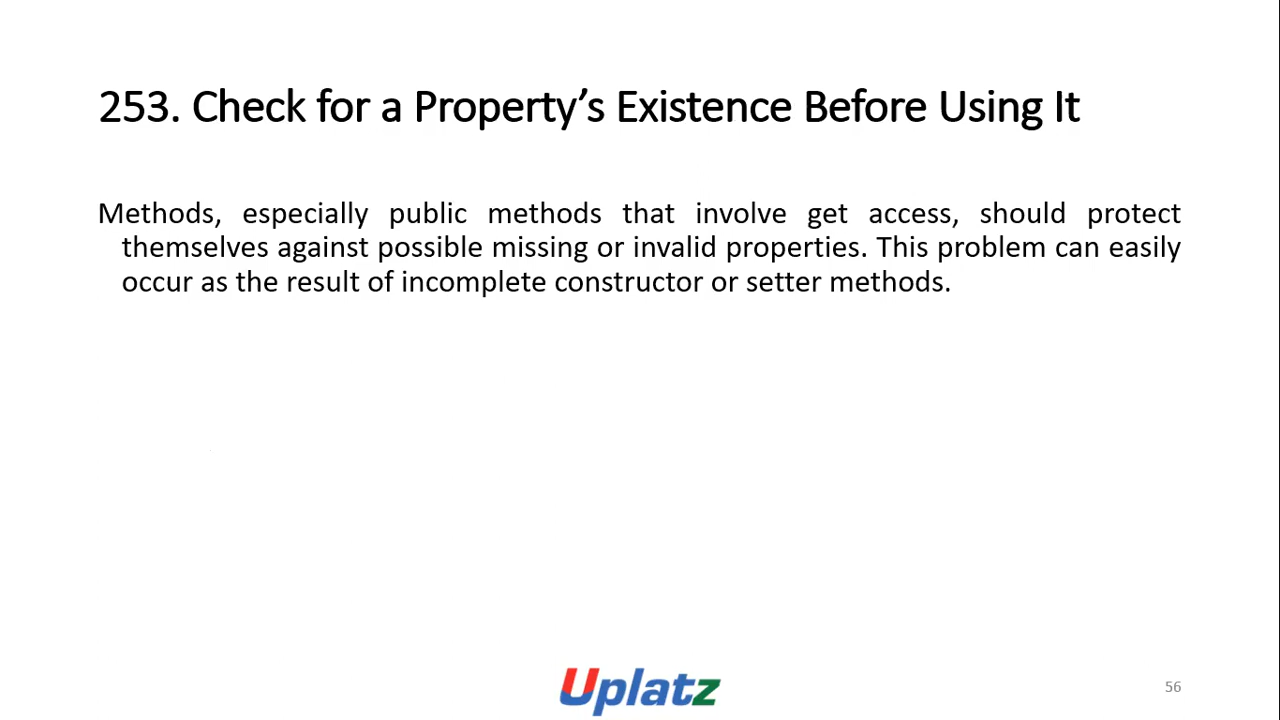 253. Check for a Property’s Existence Before Using It
Methods, especially public methods that involve get access, should protect
themselves against possible missing or invalid properties. This problem can easily
occur as the result of incomplete constructor or setter methods.
Uplatz
56